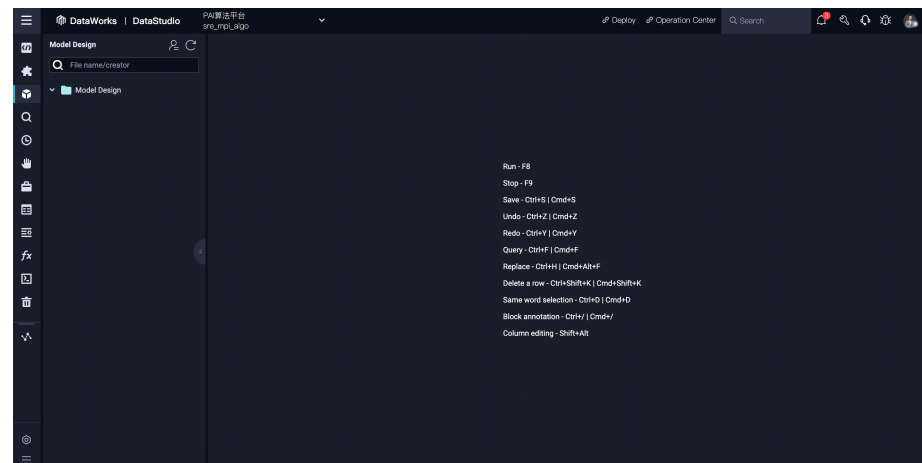 DataWorks | DataStudio
PAI算法平台
sre_mpi_algo
Deploy
Operation Center
Search
Model Design
File name/creator
Model Design
Run - F8
Stop - F9
Save - Ctrl+S | Cmd+S
Undo - Ctrl+Z | Cmd+Z
Redo - Ctrl+Y | Cmd+Y
Query - Ctrl+F | Cmd+F
Replace - Ctrl+H | Cmd+Alt+F
Delete a row - Ctrl+Shift+K | Cmd+Shift+K
Same word selection - Ctrl+D | Cmd+D
Block annotation - Ctrl+/ | Cmd+/
Column editing - Shift+Alt
fx